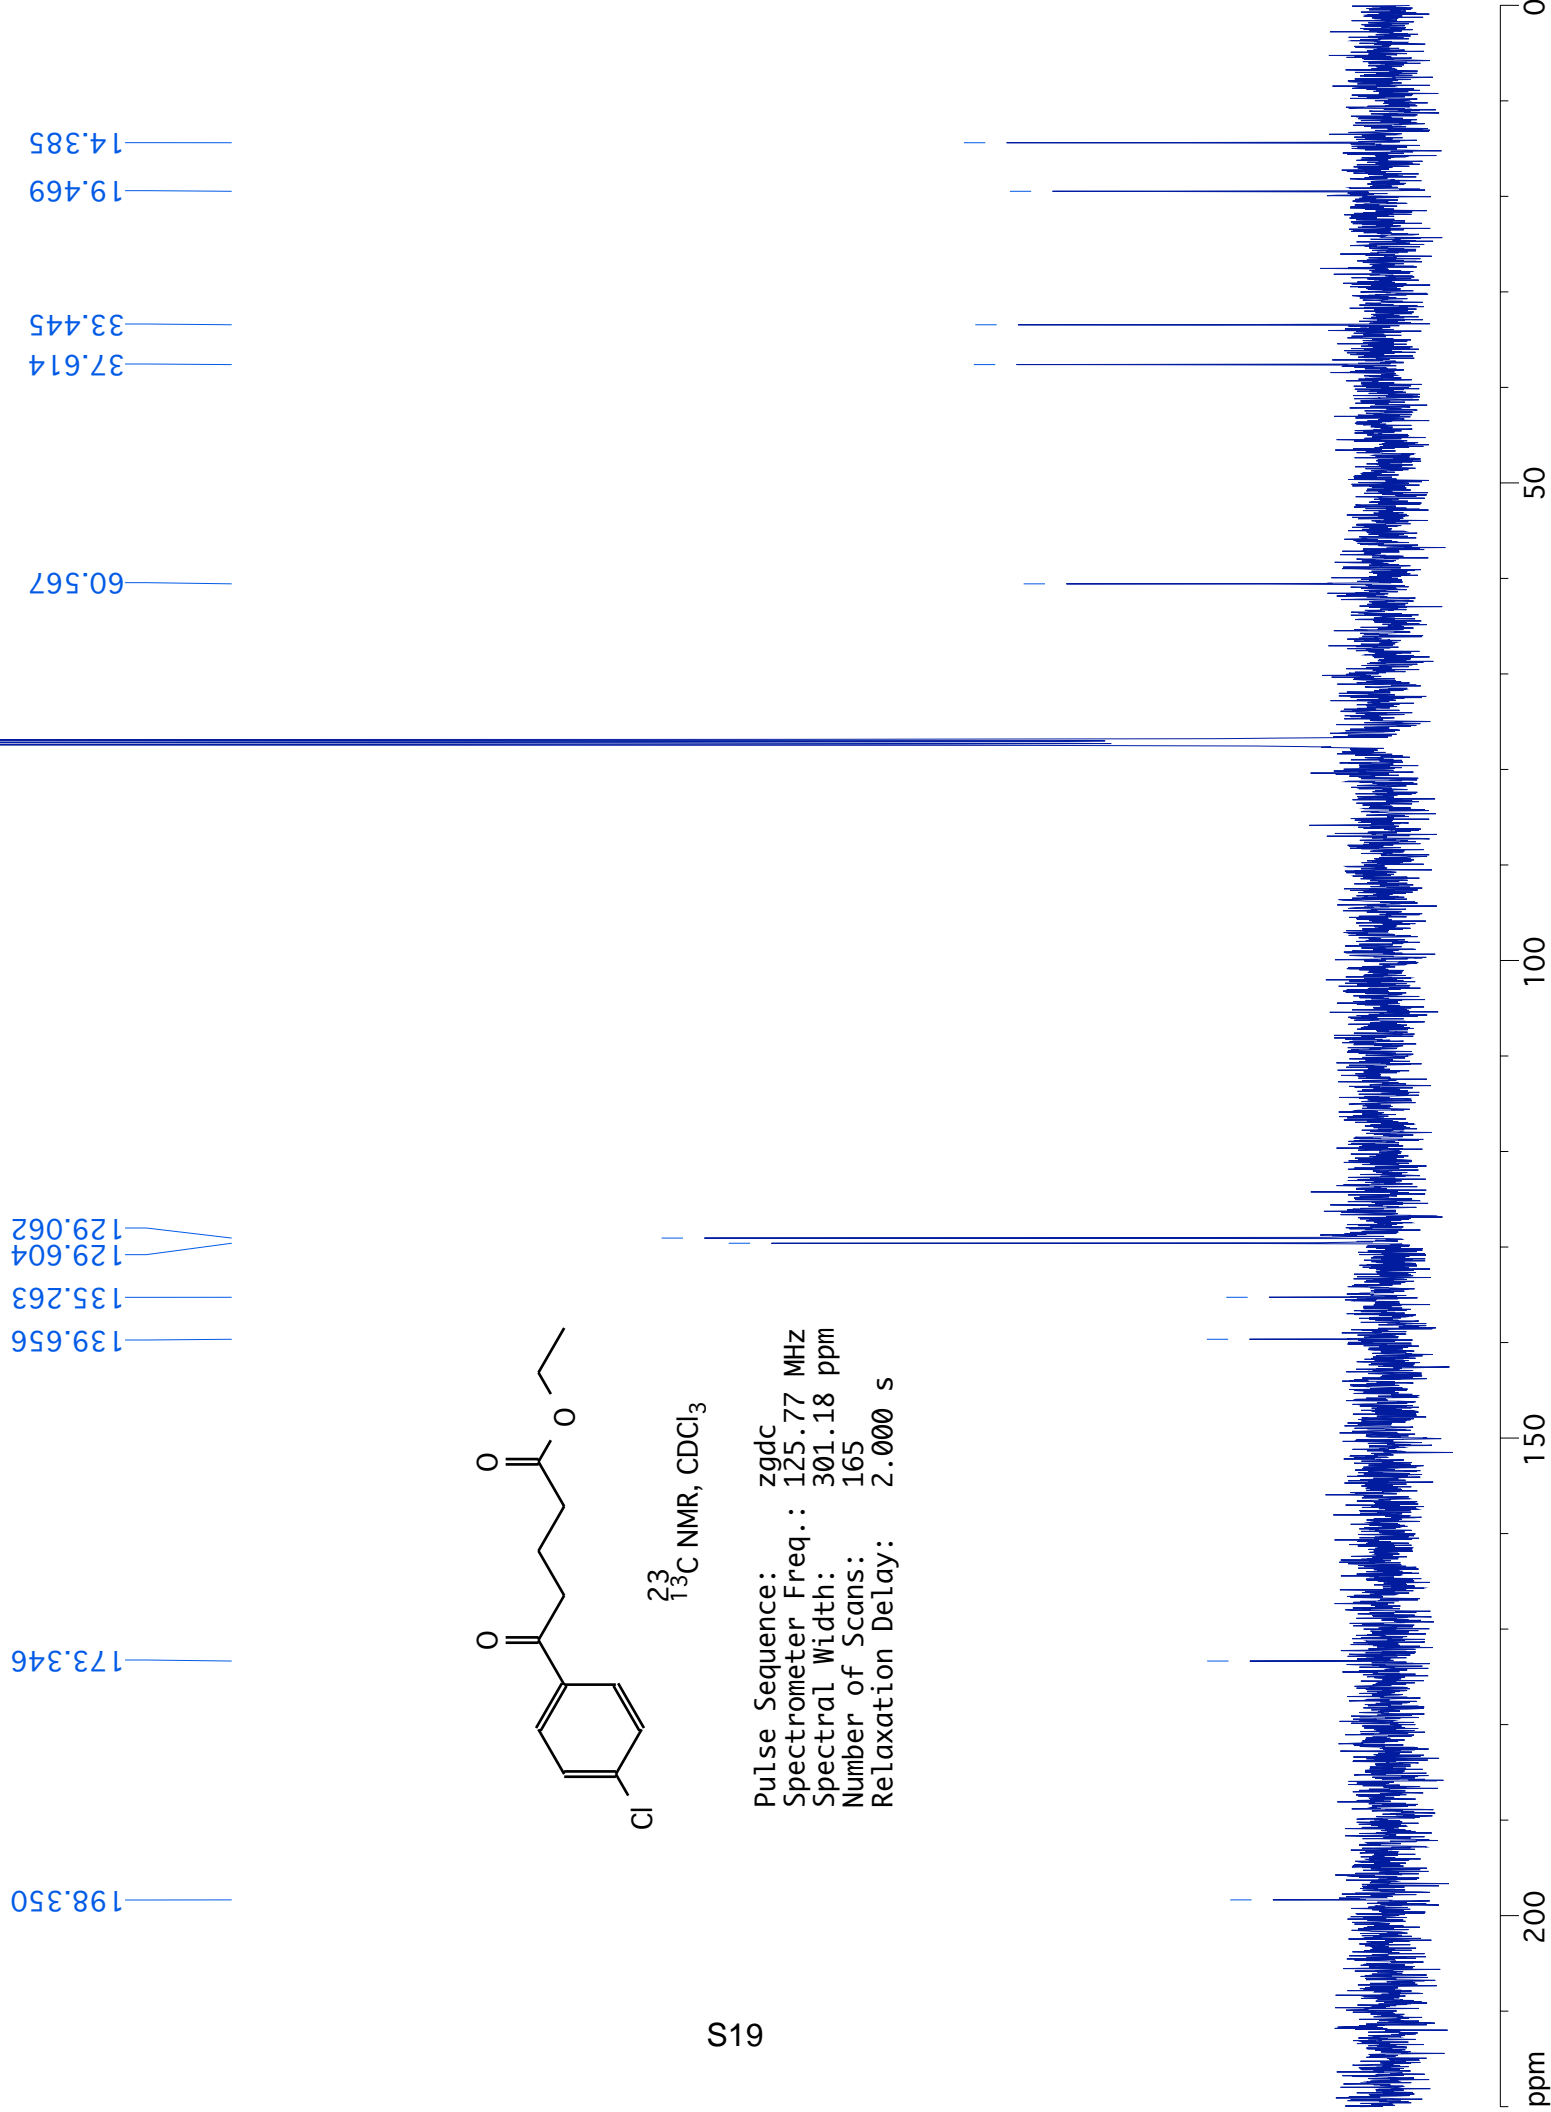 198.350
173.346
139.656
135.263
129.604
129.062
60.567
37.614
33.445
19.469
14.385
O
O
O
Cl
23
¹³C NMR, CDCl₃
Pulse Sequence: zgdc
Spectrometer Freq.: 125.77 MHz
Spectral Width: 301.18 ppm
Number of Scans: 165
Relaxation Delay: 2.000 s
ppm
200
150
100
50
0
S19